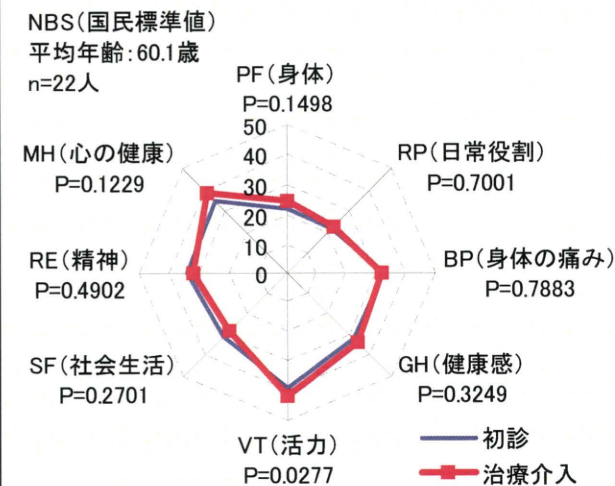 NBS(国民標準値)
平均年齢:60.1歳
n=22人
PF(身体)
P=0.1498
RP(日常役割)
P=0.7001
BP(身体の痛み)
P=0.7883
GH(健康感)
P=0.3249
VT(活力)
P=0.0277
SF(社会生活)
P=0.2701
RE(精神)
P=0.4902
MH(心の健康)
P=0.1229
50
40
30
20
10
0
初診
治療介入